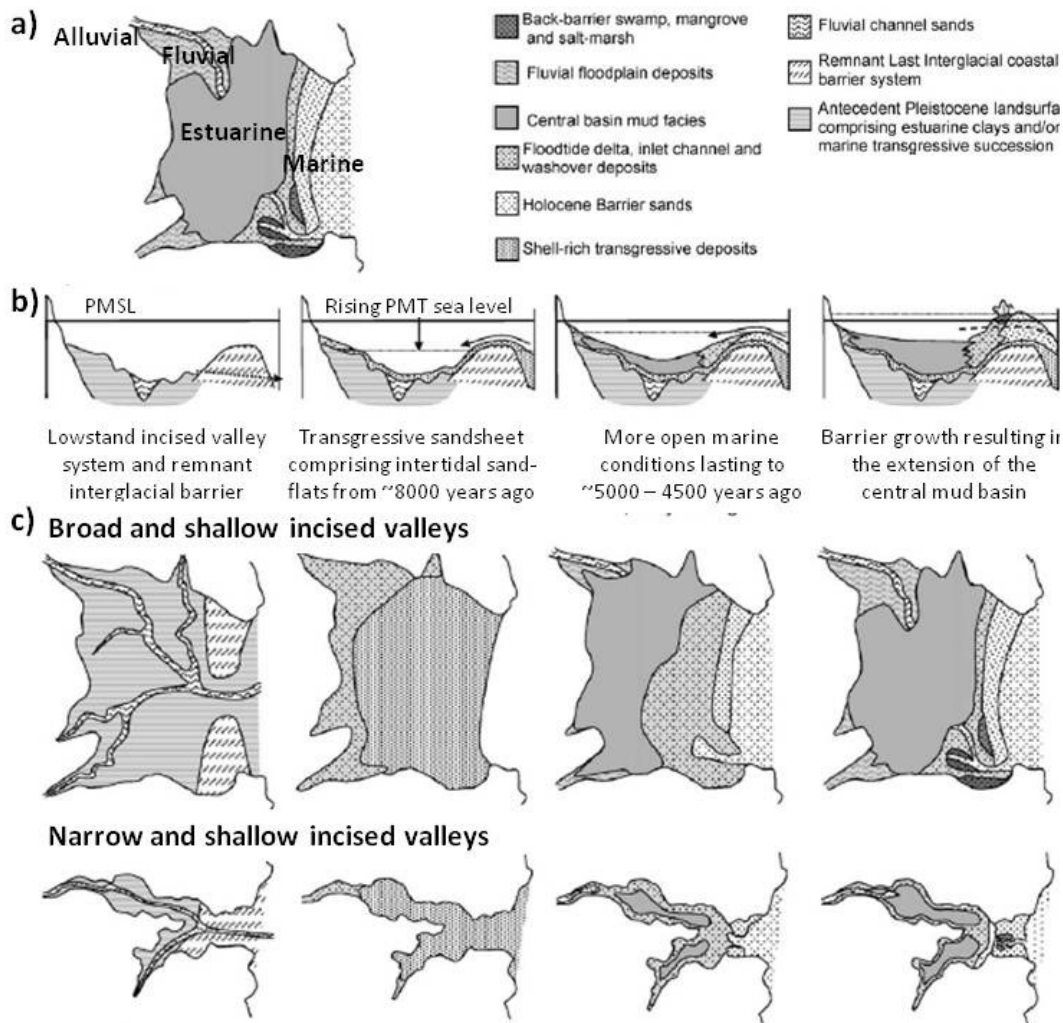 a)
Alluvial
Fluvial
Estuarine
Marine
Back-barrier swamp, mangrove
and salt-marsh
Fluvial floodplain deposits
Central basin mud facies
Floodtide delta, inlet channel and
washover deposits
Holocene Barrier sands
Shell-rich transgressive deposits
Fluvial channel sands
Remnant Last Interglacial coastal
barrier system
Antecedent Pleistocene landsurfa
comprising estuarine clays and/or
marine transgressive succession
b)
PMSL
Rising PMT sea level
Lowstand incised valley
system and remnant
interglacial barrier
Transgressive sandsheet
comprising intertidal sand-
flats from ~8000 years ago
More open marine
conditions lasting to
~5000 – 4500 years ago
Barrier growth resulting in
the extension of the
central mud basin
c)
Broad and shallow incised valleys
Narrow and shallow incised valleys